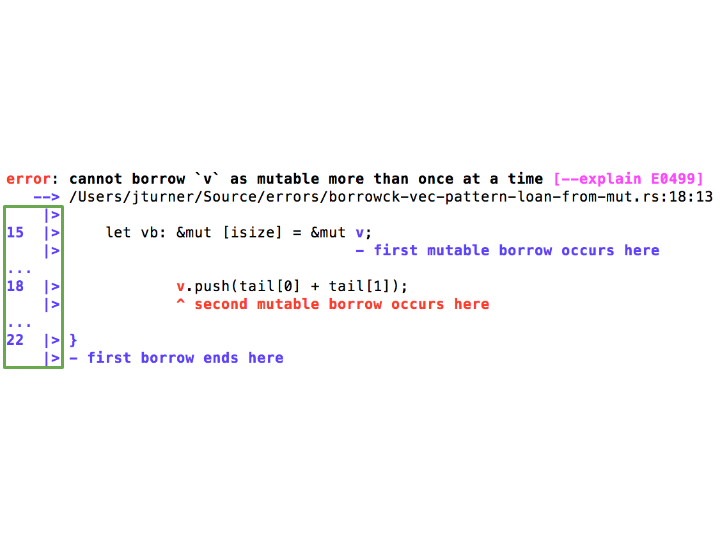 error: cannot borrow `v` as mutable more than once at a time [--explain E0499]
   --> /Users/jturner/Source/errors/borrowck-vec-pattern-loan-from-mut.rs:18:13
    |>
15  |>     let vb: &mut [isize] = &mut v;
    |>                                 - first mutable borrow occurs here
...
18  |>             v.push(tail[0] + tail[1]);
    |>             ^ second mutable borrow occurs here
...
22  |> }
    |> - first borrow ends here